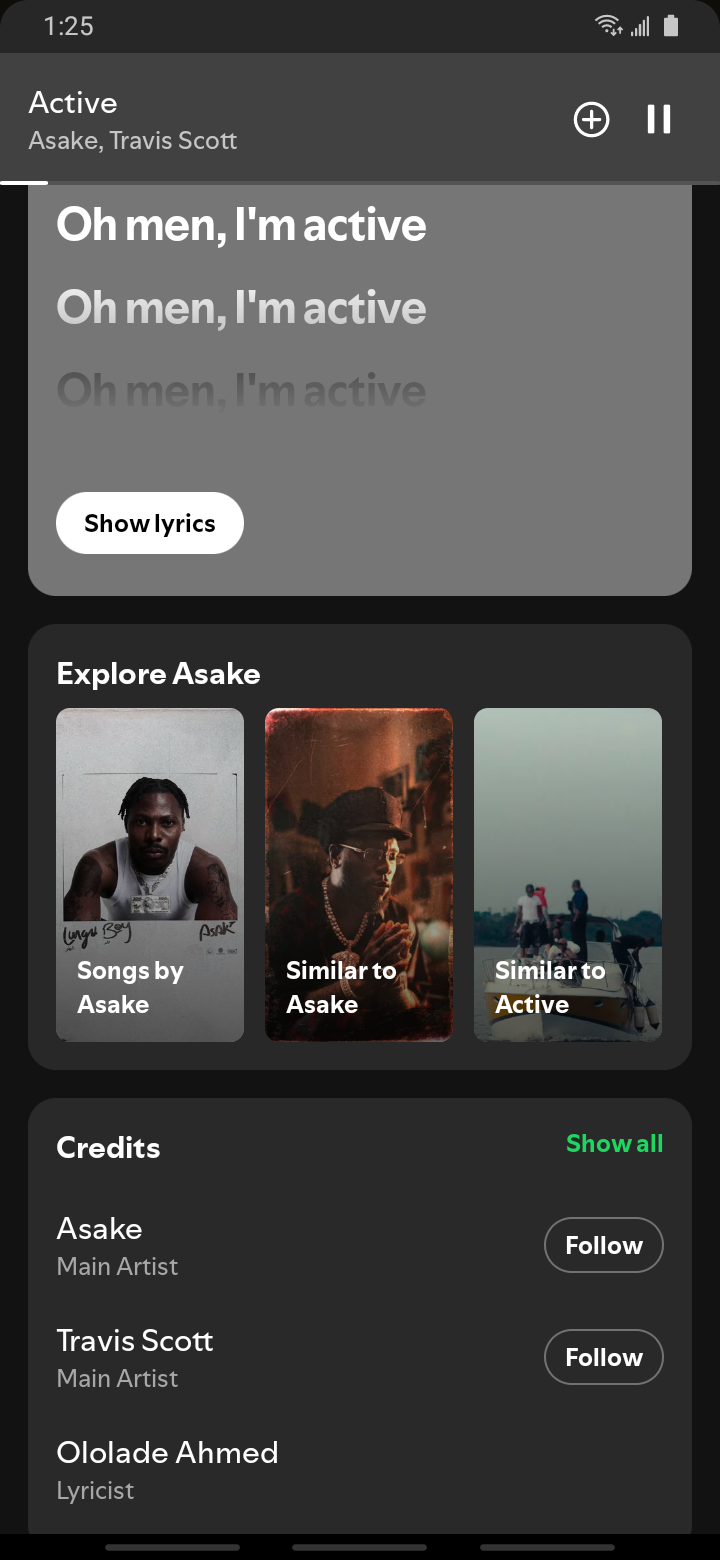 1:25
Active
Asake, Travis Scott
Oh men, I'm active
Oh men, I'm active
Oh men, I'm active
Show lyrics
Explore Asake
Lungu Boy
Asake
Songs by
Asake
Similar to
Asake
Similar to
Active
Credits
Show all
Asake
Main Artist
Follow
Travis Scott
Main Artist
Follow
Ololade Ahmed
Lyricist